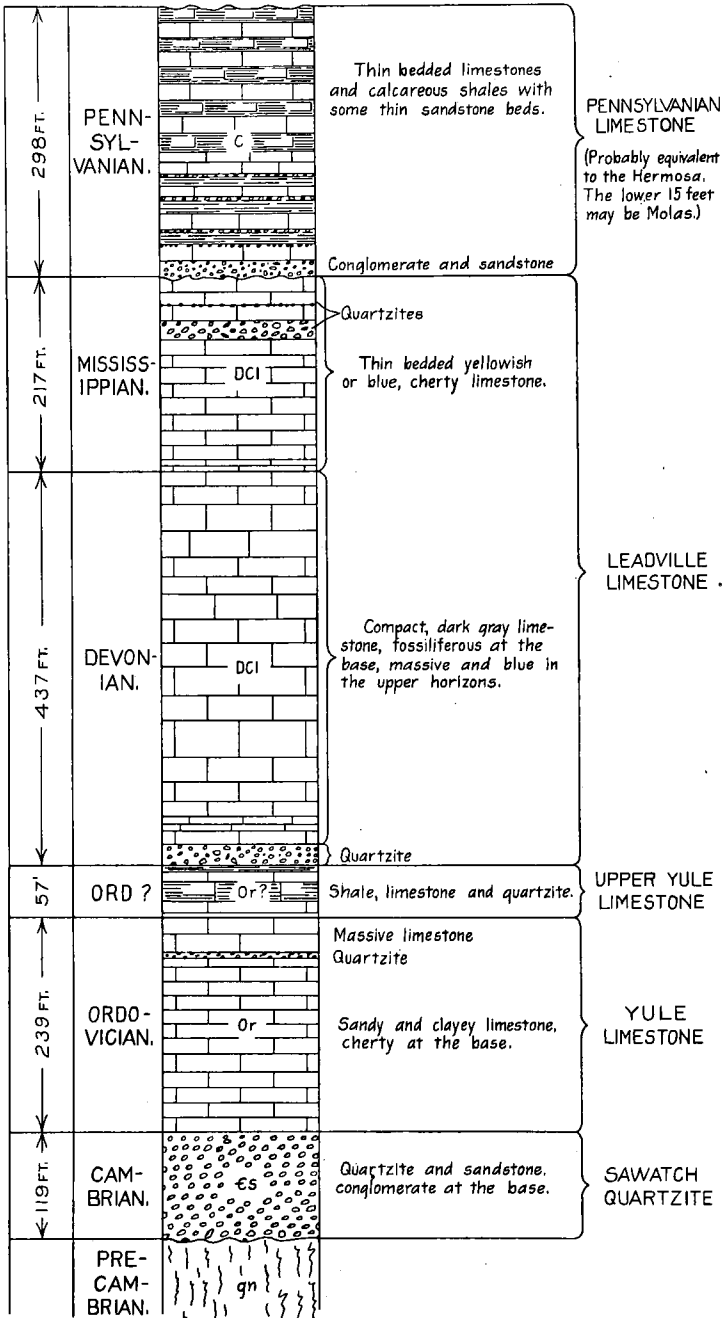 298 FT.
PENN-
SYL-
VANIAN.
C
Thin bedded limestones
and calcareous shales with
some thin sandstone beds.
Conglomerate and sandstone
PENNSYLVANIAN
LIMESTONE
(Probably equivalent
to the Hermosa.
The lower 15 feet
may be Molas.)
217 FT.
MISSISS-
IPPIAN.
DCl
Quartzites
Thin bedded yellowish
or blue, cherty limestone.
437 FT.
DEVON-
IAN.
DCl
Compact, dark gray lime-
stone, fossiliferous at the
base, massive and blue in
the upper horizons.
Quartzite
LEADVILLE
LIMESTONE.
57'
ORD ?
Or?
Shale, limestone and quartzite.
UPPER YULE
LIMESTONE
239 FT.
ORDO-
VICIAN.
Or
Massive limestone
Quartzite
Sandy and clayey limestone,
cherty at the base.
YULE
LIMESTONE
119 FT.
CAM-
BRIAN.
Єs
Quartzite and sandstone.
conglomerate at the base.
SAWATCH
QUARTZITE
PRE-
CAM-
BRIAN.
gn